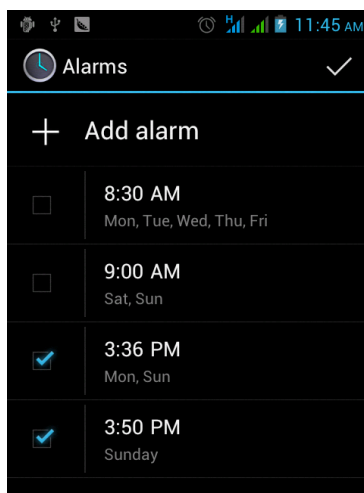 H 11:45 AM
Alarms
Add alarm
8:30 AM
Mon, Tue, Wed, Thu, Fri
9:00 AM
Sat, Sun
3:36 PM
Mon, Sun
3:50 PM
Sunday